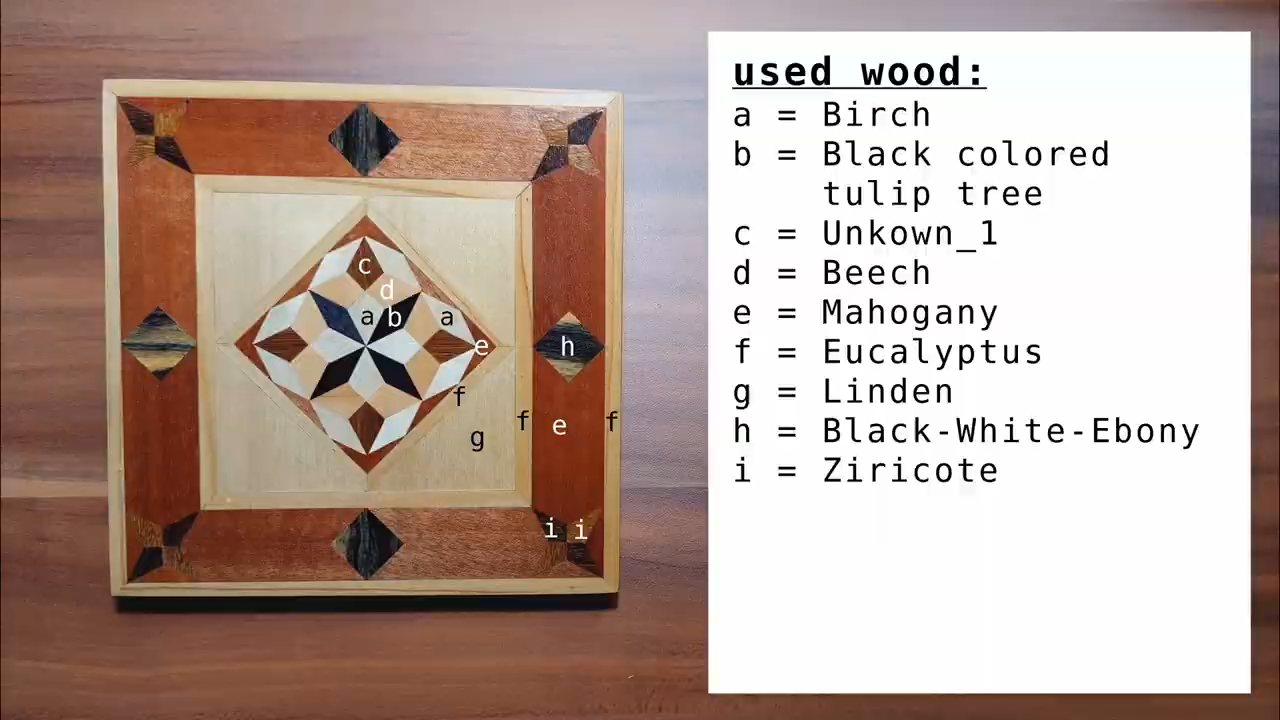 used wood:
a = Birch
b = Black colored
tulip tree
c = Unkown_1
d = Beech
e = Mahogany
f = Eucalyptus
g = Linden
h = Black-White-Ebony
i = Ziricote
c
d
a b a
e h
f
f e f
g
i i